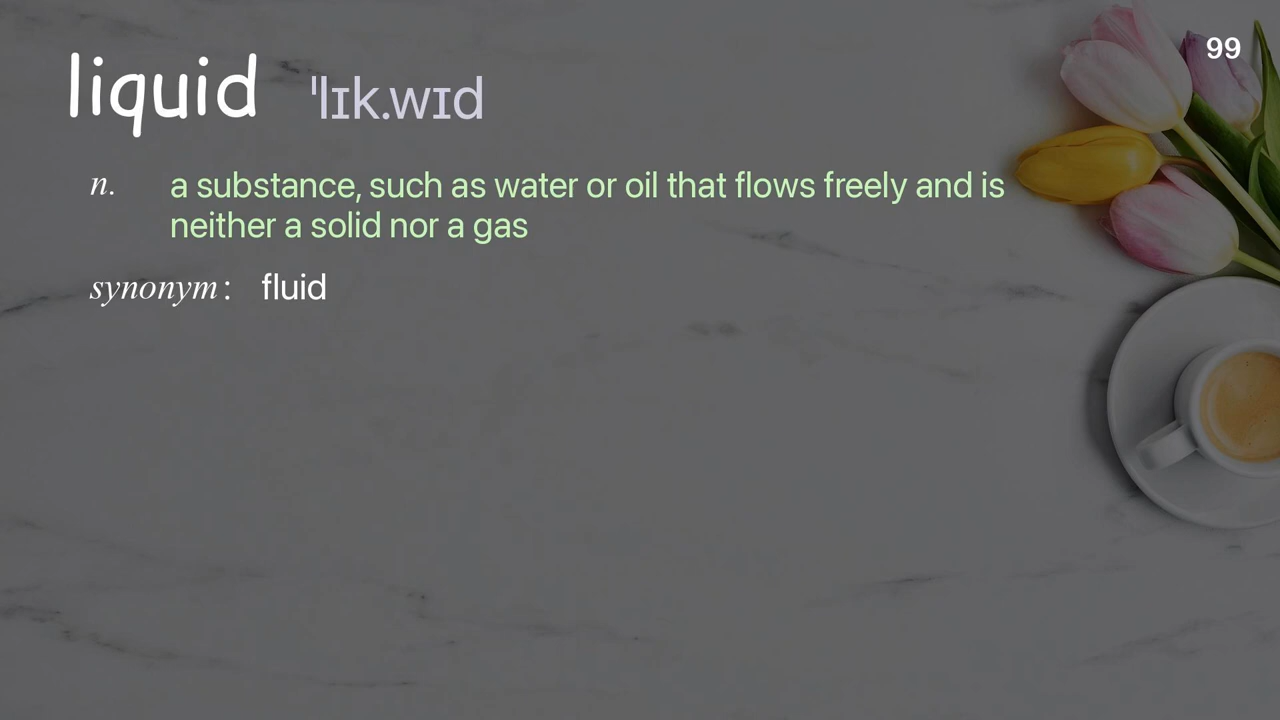 99
liquid ˈlɪk.wɪd
n. a substance, such as water or oil that flows freely and is
neither a solid nor a gas
synonym: fluid